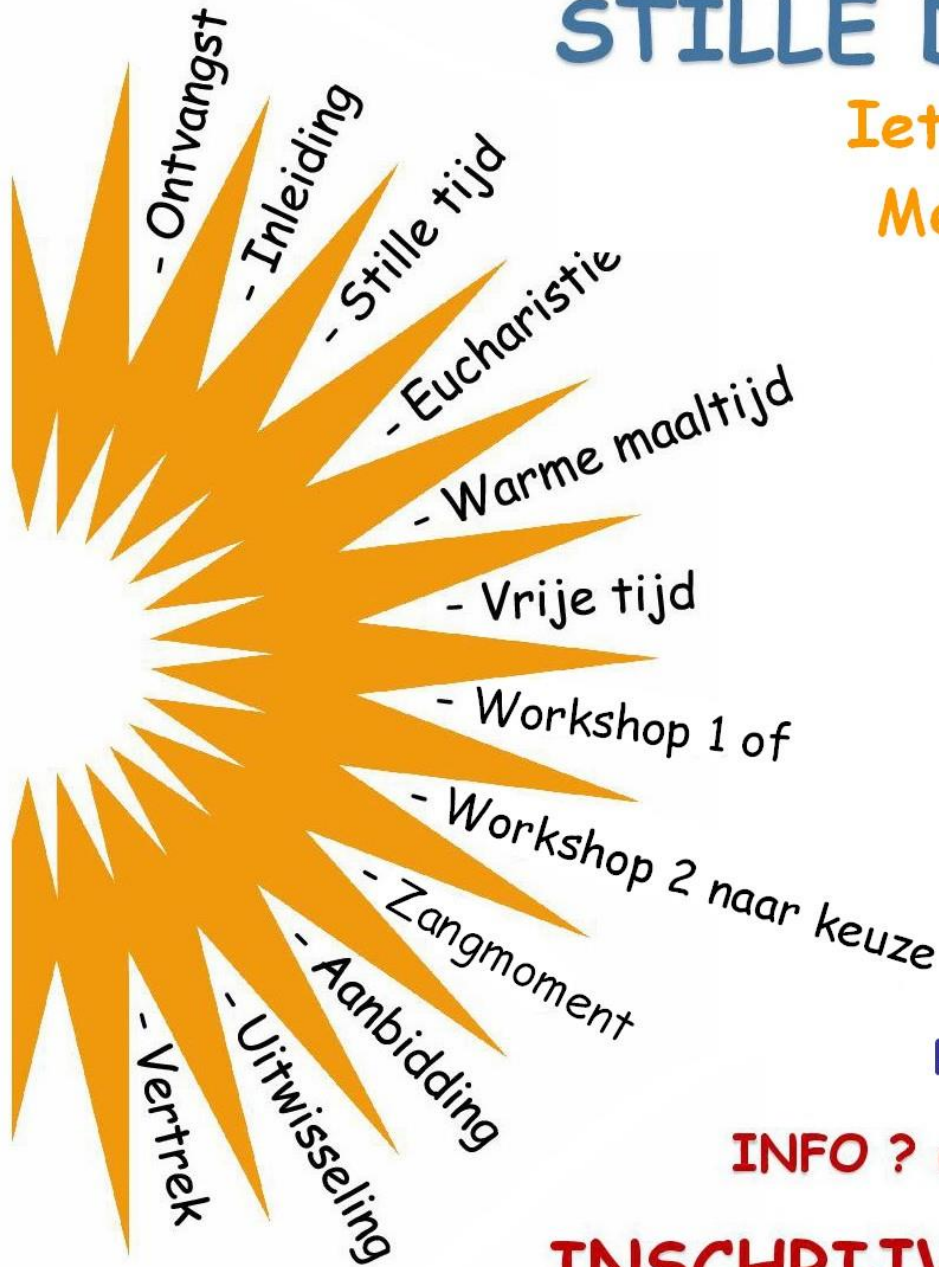 STILLE
- Ontvangst
- Inleiding
- Stille tijd
- Eucharistie
- Warme maaltijd
- Vrije tijd
- Workshop 1 of
- Workshop 2 naar keuze
- Zangmoment
- Aanbidding
- Uitwisseling
- Vertrek
INFO ?